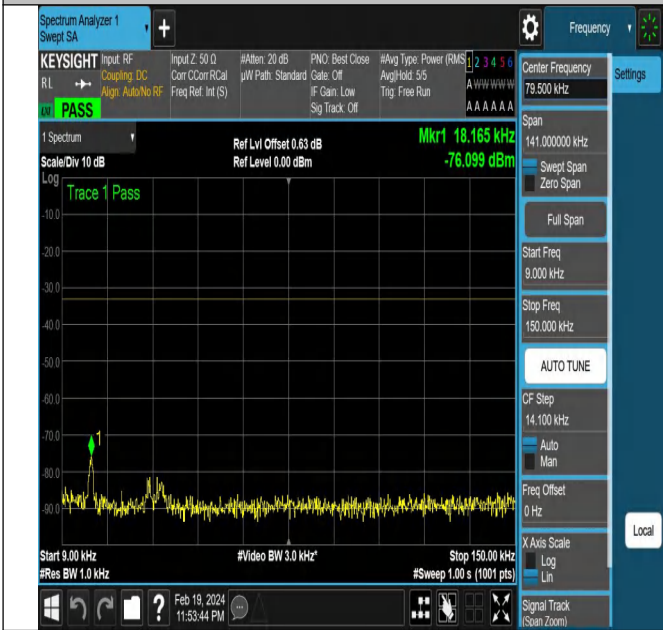 Spectrum Analyzer 1
Swept SA
+
Frequency
KEYSIGHT
RL
PASS
Input: RF
Coupling: DC
Align: Auto/No RF
Input Z: 50 Ω
Corr CCorr RCal
Freq Ref: Int (S)
#Atten: 20 dB
µW Path: Standard
PNO: Best Close
Gate: Off
IF Gain: Low
Sig Track: Off
#Avg Type: Power (RMS
Avg|Hold: 5/5
Trig: Free Run
1 2 3 4 5 6
A W W W W W
A A A A A A
Center Frequency
79.500 kHz
Settings
1 Spectrum
Scale/Div 10 dB
Ref Lvl Offset 0.63 dB
Ref Level 0.00 dBm
Mkr1 18.165 kHz
-76.099 dBm
Log
Trace 1 Pass
-10.0
-20.0
-30.0
-40.0
-50.0
-60.0
-70.0
-80.0
-90.0
1
Start 9.00 kHz
#Res BW 1.0 kHz
#Video BW 3.0 kHz*
Stop 150.00 kHz
#Sweep 1.00 s (1001 pts)
Span
141.000000 kHz
Swept Span
Zero Span
Full Span
Start Freq
9.000 kHz
Stop Freq
150.000 kHz
AUTO TUNE
CF Step
14.100 kHz
Auto
Man
Freq Offset
0 Hz
X Axis Scale
Log
Lin
Local
Signal Track
(Span Zoom)
?
Feb 19, 2024
11:53:44 PM